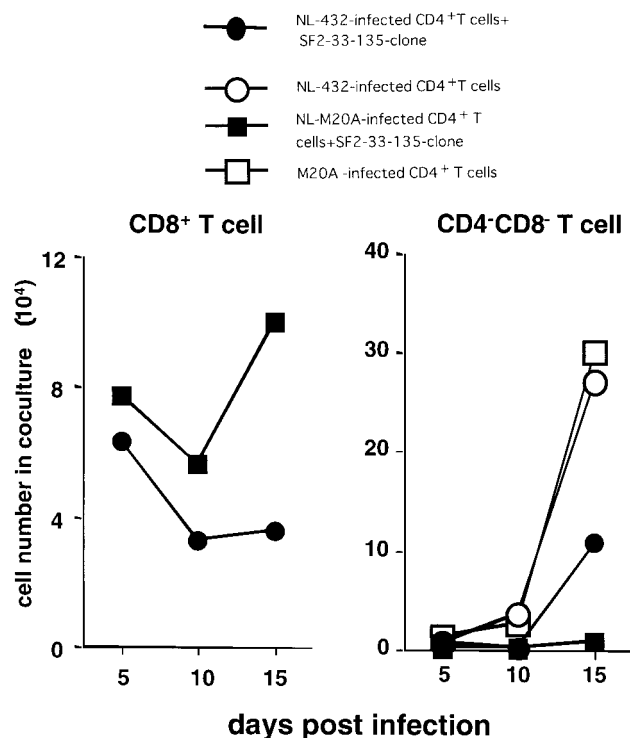 NL-432-infected CD4+T cells+
SF2-33-135-clone
NL-432-infected CD4+T cells
NL-M20A-infected CD4+ T
cells+SF2-33-135-clone
M20A -infected CD4+ T cells
CD8+ T cell
CD4-CD8- T cell
cell number in coculture (10⁴)
12
8
4
0
5
10
15
40
30
20
10
0
5
10
15
days post infection